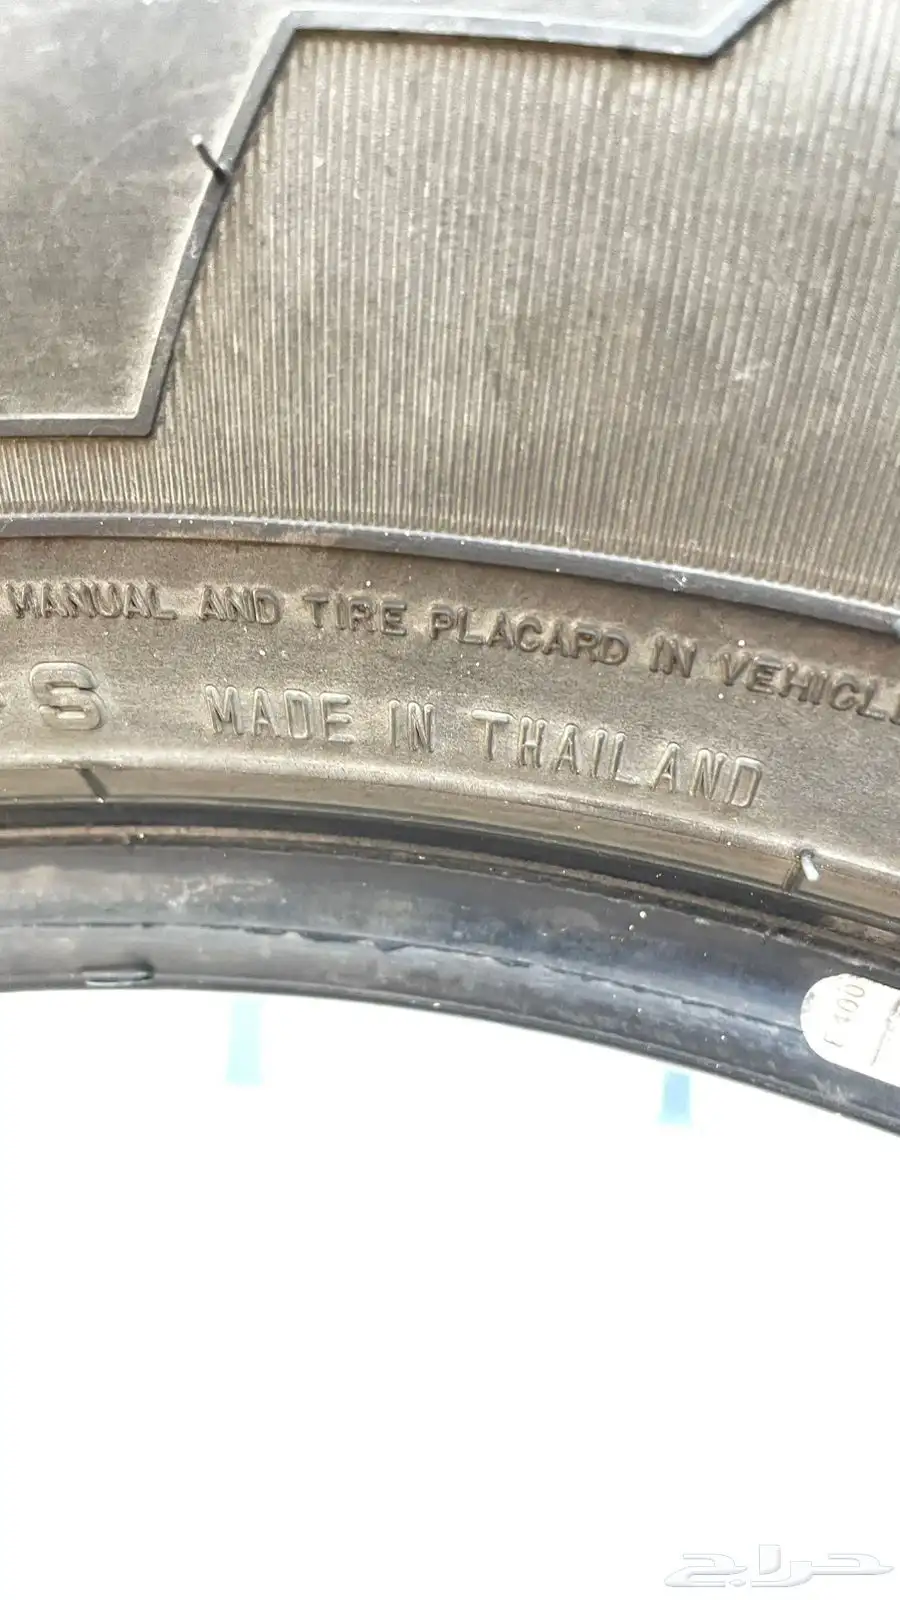 MANUAL AND TIRE PLACARD IN VEHICLE
S MADE IN THAILAND
حراج